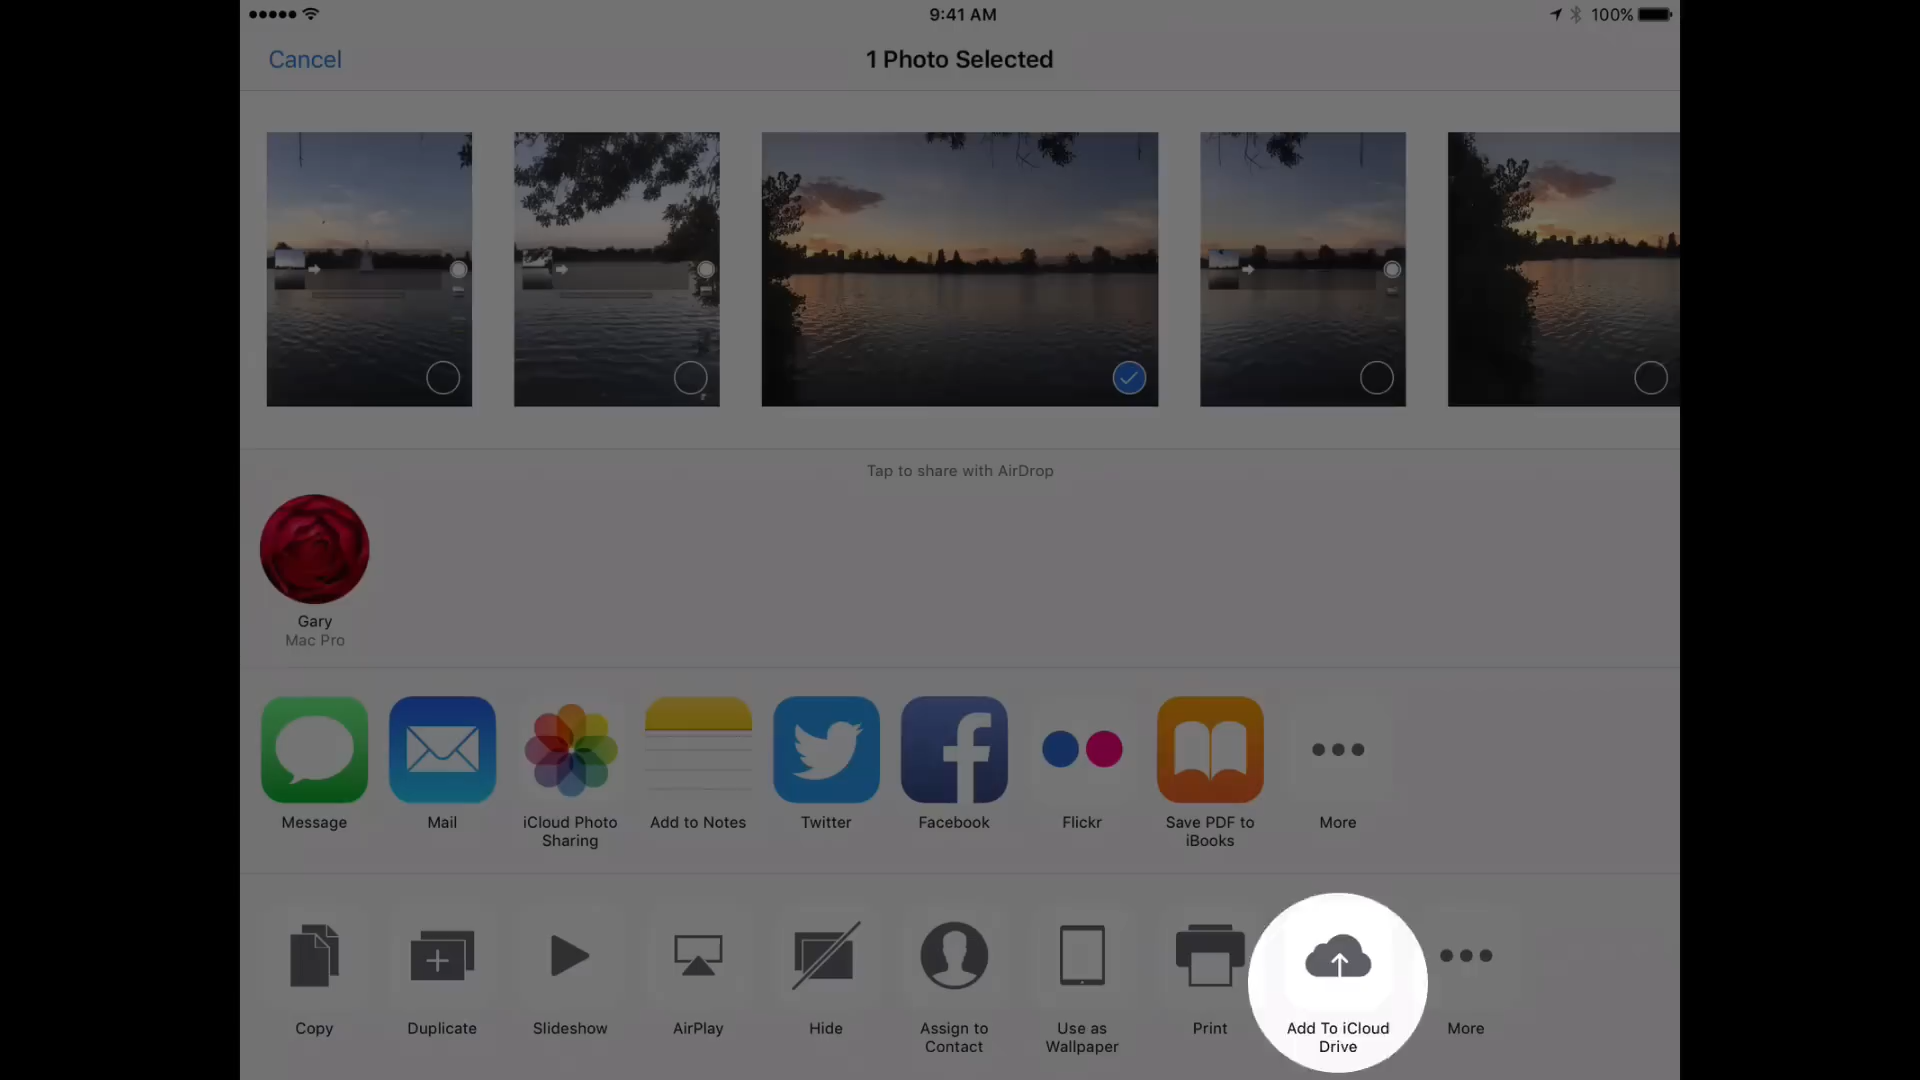 9:41 AM
100%
Cancel
1 Photo Selected
Tap to share with AirDrop
Gary
Mac Pro
Message
Mail
iCloud Photo
Sharing
Add to Notes
Twitter
Facebook
Flickr
Save PDF to
iBooks
More
Copy
Duplicate
Slideshow
AirPlay
Hide
Assign to
Contact
Use as
Wallpaper
Print
Add To iCloud
Drive
More